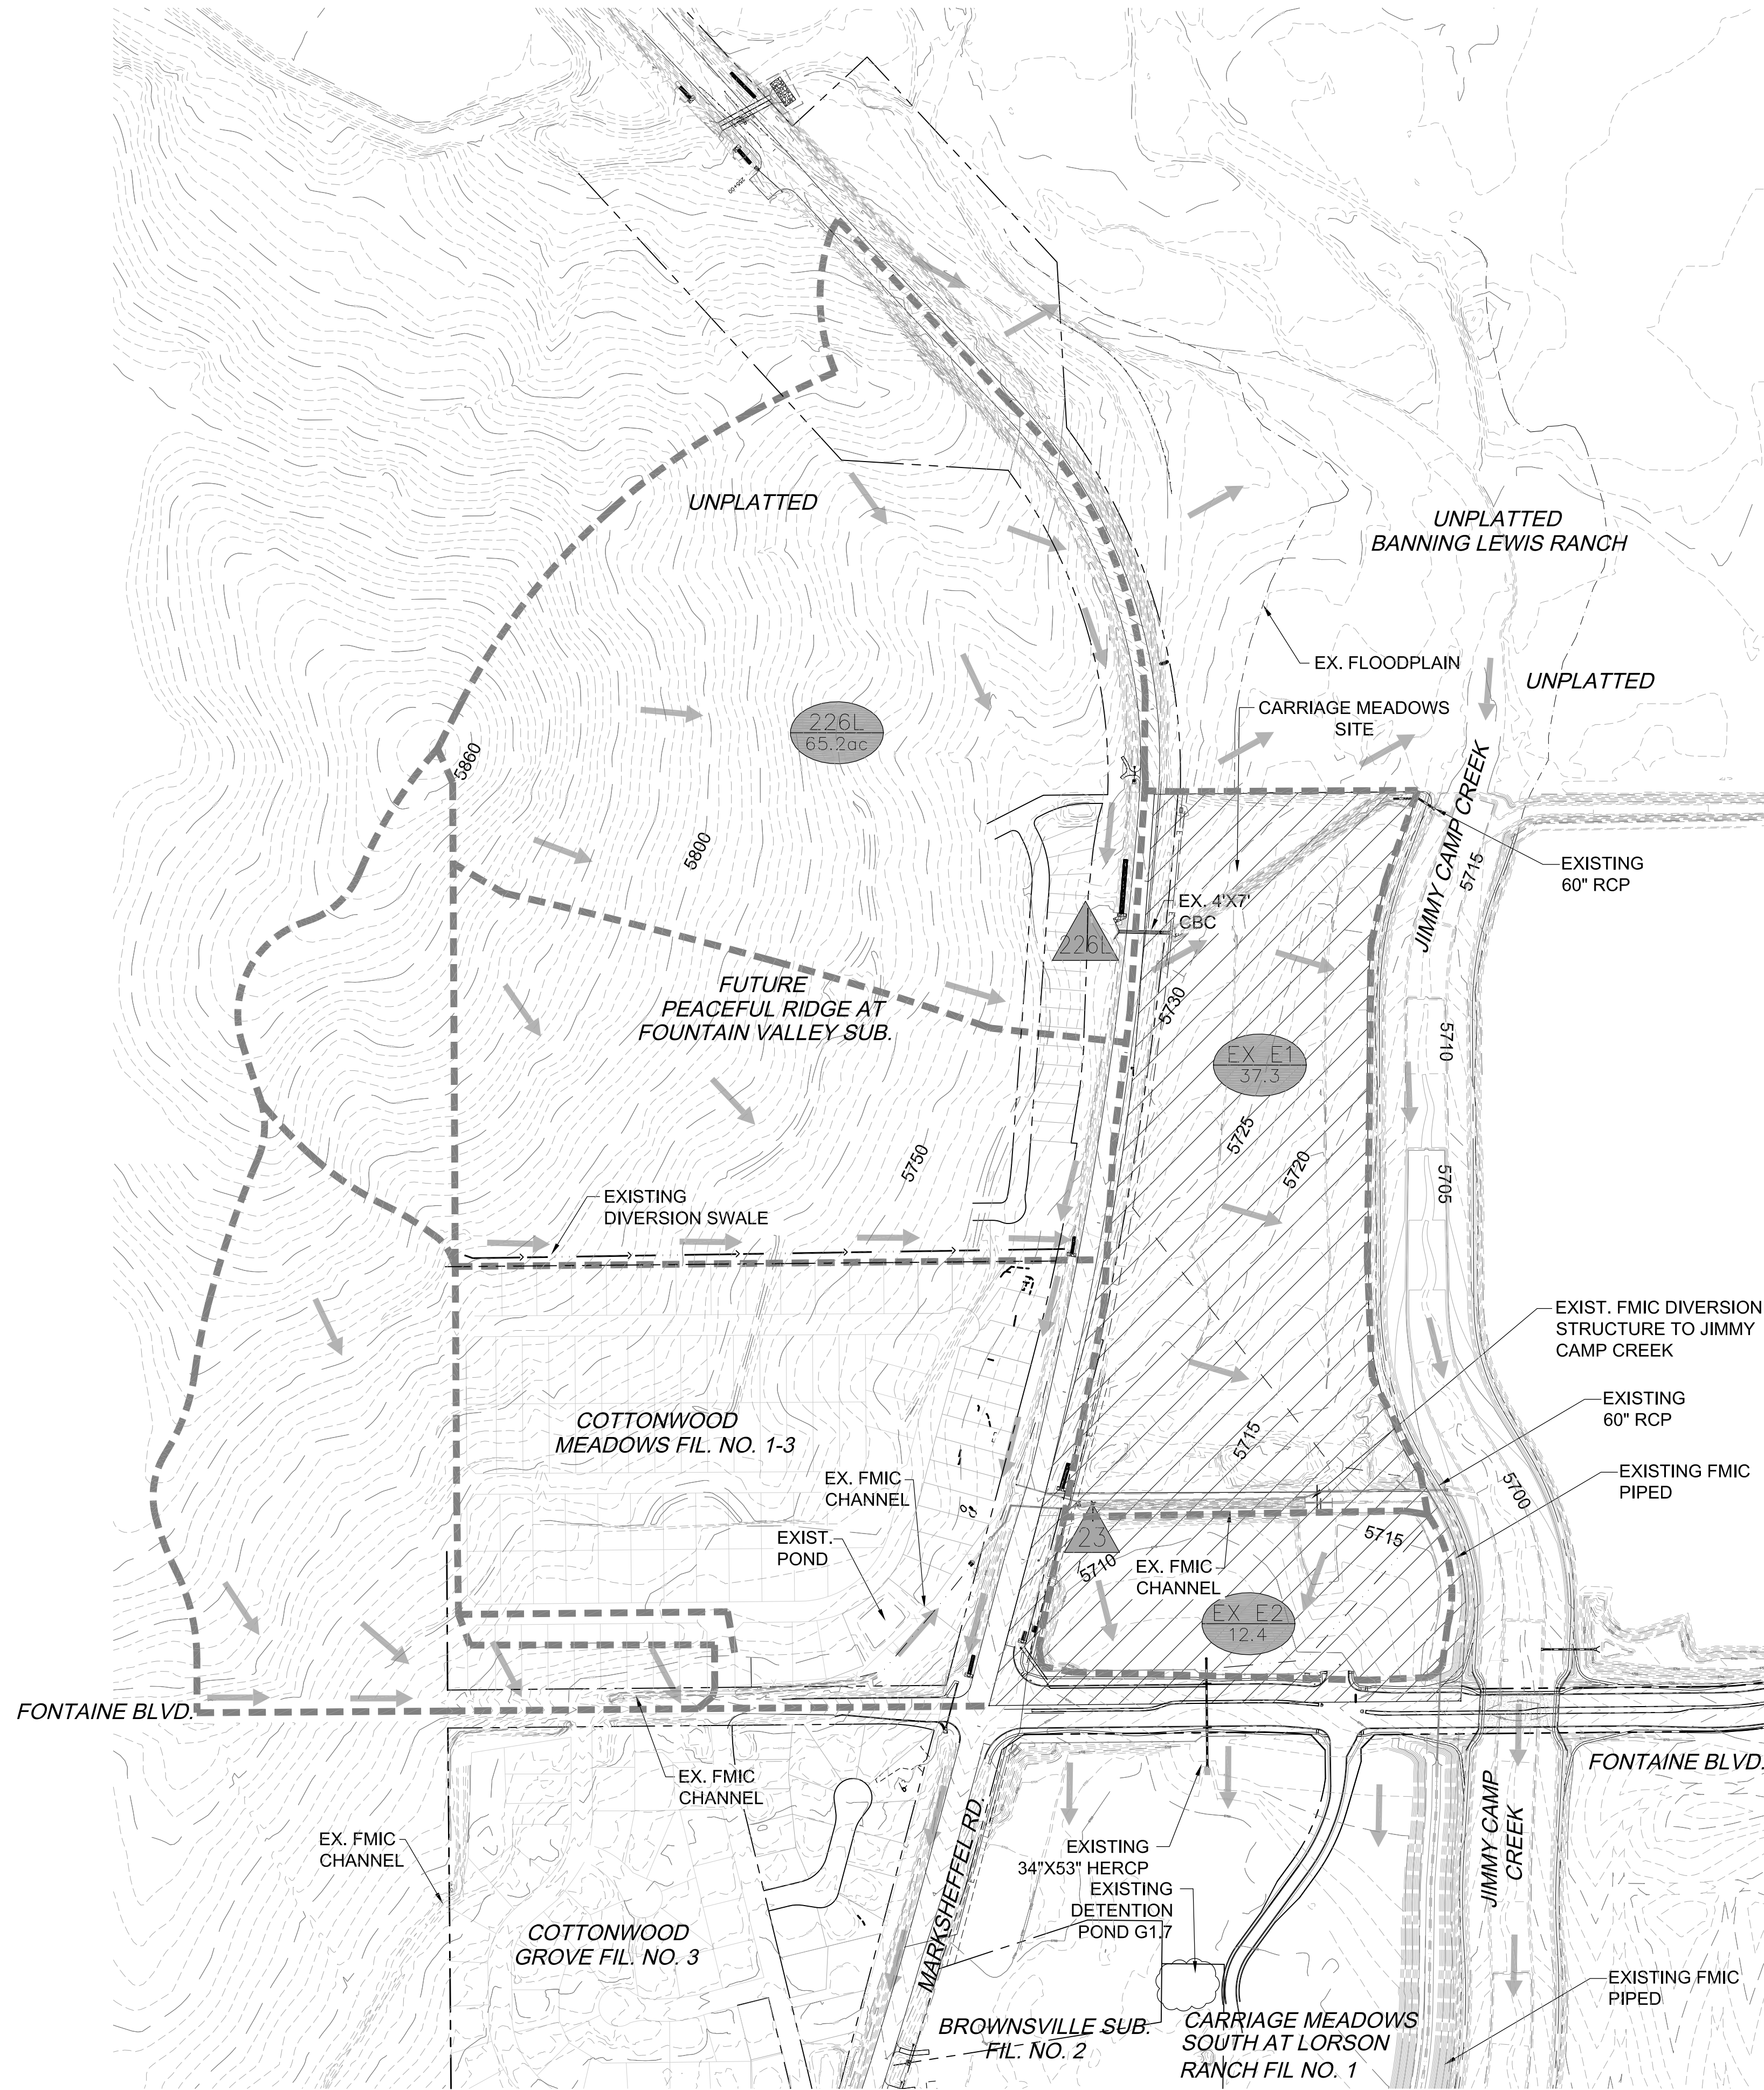 UNPLATTED
UNPLATTED
BANNING LEWIS RANCH
EX. FLOODPLAIN
UNPLATTED
CARRIAGE MEADOWS
SITE
226L
65.2ac
5860
5800
JIMMY CAMP CREEK
5715
EXISTING
60" RCP
EX. 4'X7'
CBC
226L
FUTURE
PEACEFUL RIDGE AT
FOUNTAIN VALLEY SUB.
5730
EX E1
37.3
5710
5725
5720
5750
5705
EXISTING
DIVERSION SWALE
EXIST. FMIC DIVERSION
STRUCTURE TO JIMMY
CAMP CREEK
COTTONWOOD
MEADOWS FIL. NO. 1-3
EXISTING
60" RCP
5715
EX. FMIC
CHANNEL
EXISTING FMIC
PIPED
5700
EXIST.
POND
23
5710
5715
EX. FMIC
CHANNEL
EX E2
12.4
FONTAINE BLVD.
FONTAINE BLVD.
EX. FMIC
CHANNEL
EX. FMIC
CHANNEL
MARKSHEFFEL RD.
EXISTING
34"X53" HERCP
EXISTING
DETENTION
POND G1.7
JIMMY CAMP
CREEK
COTTONWOOD
GROVE FIL. NO. 3
EXISTING FMIC
PIPED
BROWNSVILLE SUB.
FIL. NO. 2
CARRIAGE MEADOWS
SOUTH AT LORSON
RANCH FIL NO. 1